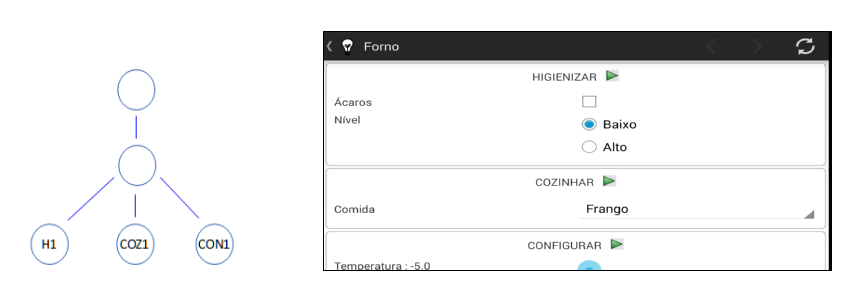 H1
COZ1
CON1
Forno
HIGIENIZAR
Ácaros
Nível
Baixo
Alto
COZINHAR
Comida
Frango
CONFIGURAR
Temperatura : -5.0